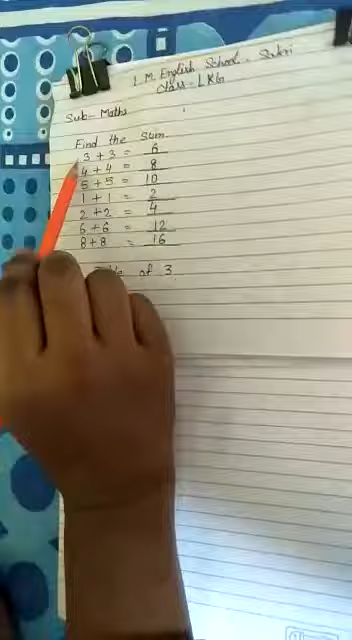 I. M. English School, Sakri
Class - LKG
Sub - Maths
Find the sum
3 + 3 = 6
4 + 4 = 8
5 + 5 = 10
1 + 1 = 2
2 + 2 = 4
6 + 6 = 12
8 + 8 = 16
of 3